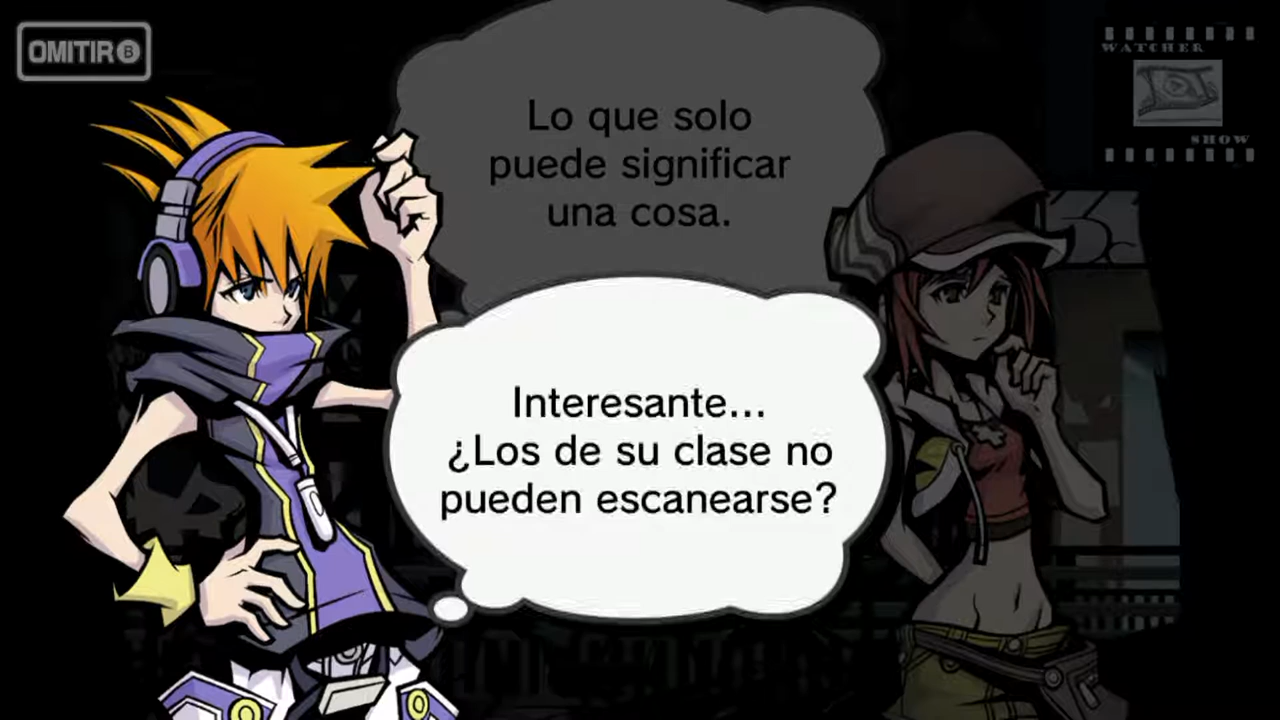 OMITIR B
WATCHER
SHOW
Lo que solo
puede significar
una cosa.
Interesante...
¿Los de su clase no
pueden escanearse?